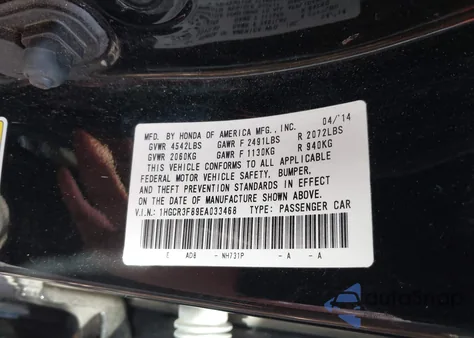 MFD. BY HONDA OF AMERICA MFG., INC. 04/'14
GVWR 4542LBS GAWR F 2491LBS R 2072LBS
GVWR 2060KG GAWR F 1130KG R 940KG
THIS VEHICLE CONFORMS TO ALL APPLICABLE
FEDERAL MOTOR VEHICLE SAFETY, BUMPER,
AND THEFT PREVENTION STANDARDS IN EFFECT
ON THE DATE OF MANUFACTURE SHOWN ABOVE.
V.I.N.: 1HGCR3F89EA033468 TYPE: PASSENGER CAR
E AD8 - NH731P - A - A
AutoSnap